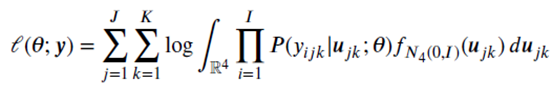 ℓ(θ; y) = ∑_{j=1}^{J} ∑_{k=1}^{K} log ∫_{ℝ^4} ∏_{i=1}^{I} P(y_{ijk}|u_{jk}; θ) f_{N_4(0,I)}(u_{jk}) du_{jk}